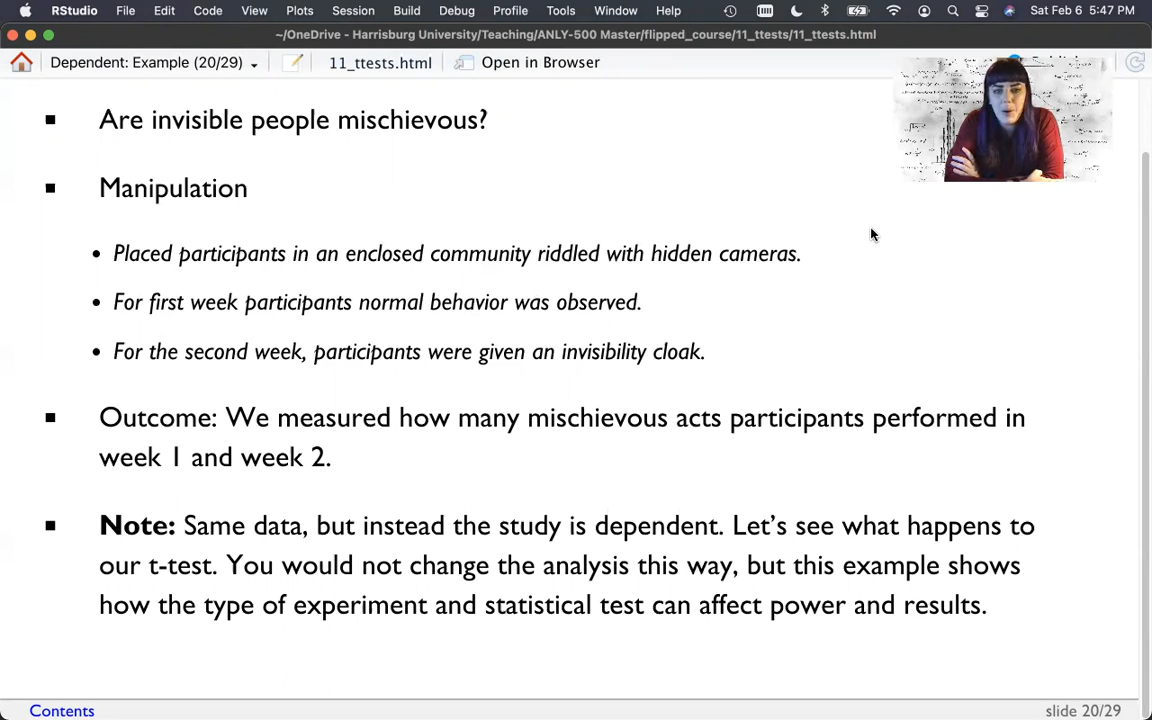 RStudio File Edit Code View Plots Session Build Debug Profile Tools Window Help Sat Feb 6 5:47 PM
~/OneDrive - Harrisburg University/Teaching/ANLY-500 Master/flipped_course/11_ttests/11_ttests.html
Dependent: Example (20/29) 11_ttests.html Open in Browser
Are invisible people mischievous?
Manipulation
Placed participants in an enclosed community riddled with hidden cameras.
For first week participants normal behavior was observed.
For the second week, participants were given an invisibility cloak.
Outcome: We measured how many mischievous acts participants performed in
week 1 and week 2.
Note: Same data, but instead the study is dependent. Let's see what happens to
our t-test. You would not change the analysis this way, but this example shows
how the type of experiment and statistical test can affect power and results.
Contents slide 20/29